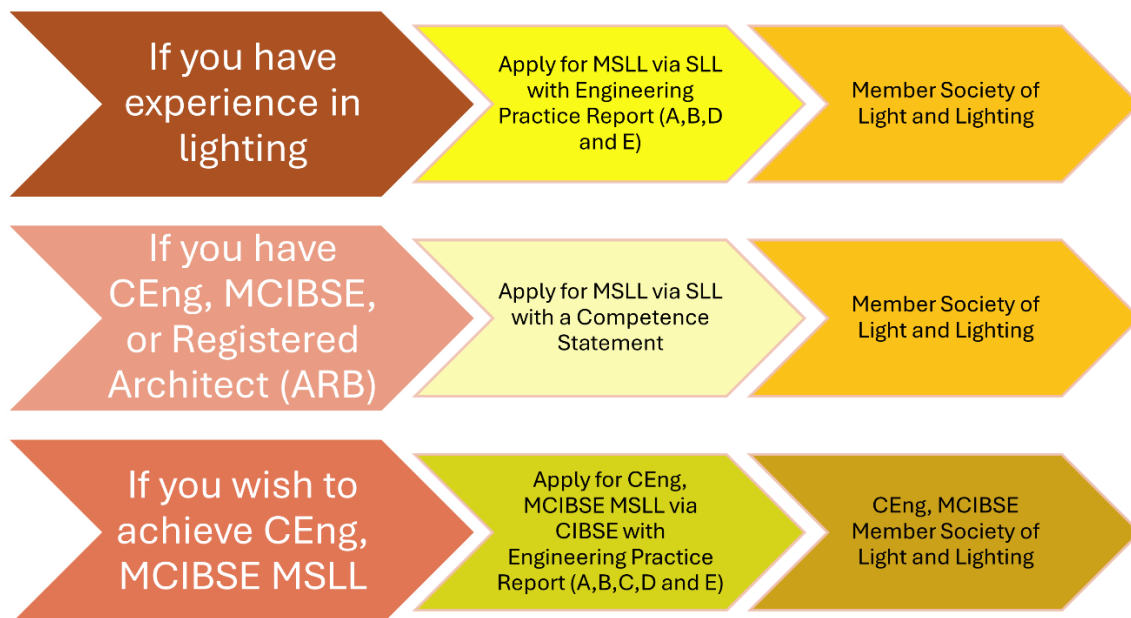 If you have
experience in
lighting
Apply for MSLL via SLL
with Engineering
Practice Report (A,B,D
and E)
Member Society of
Light and Lighting
If you have
CEng, MCIBSE,
or Registered
Architect (ARB)
Apply for MSLL via SLL
with a Competence
Statement
Member Society of
Light and Lighting
If you wish to
achieve CEng,
MCIBSE MSLL
Apply for CEng,
MCIBSE MSLL via
CIBSE with
Engineering Practice
Report (A,B,C,D and E)
CEng, MCIBSE
Member Society of
Light and Lighting